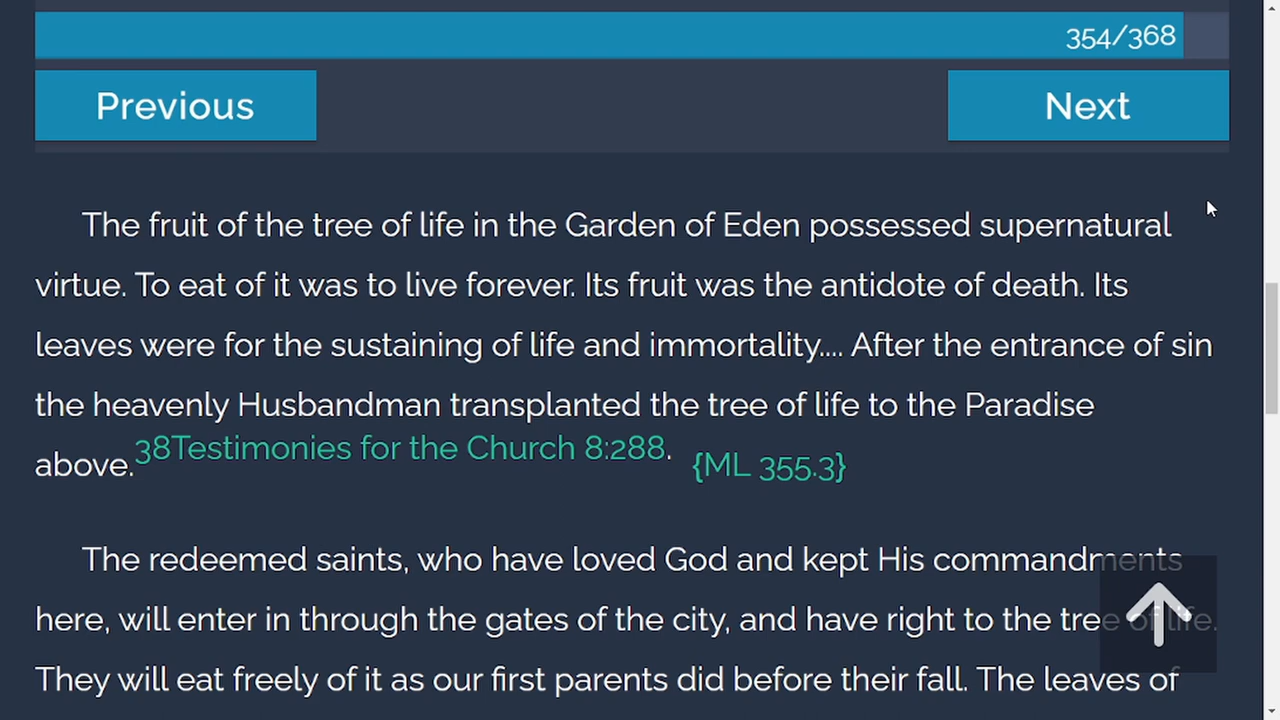 354/368
Previous
Next
The fruit of the tree of life in the Garden of Eden possessed supernatural
virtue. To eat of it was to live forever. Its fruit was the antidote of death. Its
leaves were for the sustaining of life and immortality.... After the entrance of sin
the heavenly Husbandman transplanted the tree of life to the Paradise
above.38Testimonies for the Church 8:288. {ML 355.3}
The redeemed saints, who have loved God and kept His commandments
here, will enter in through the gates of the city, and have right to the tree of life.
They will eat freely of it as our first parents did before their fall. The leaves of